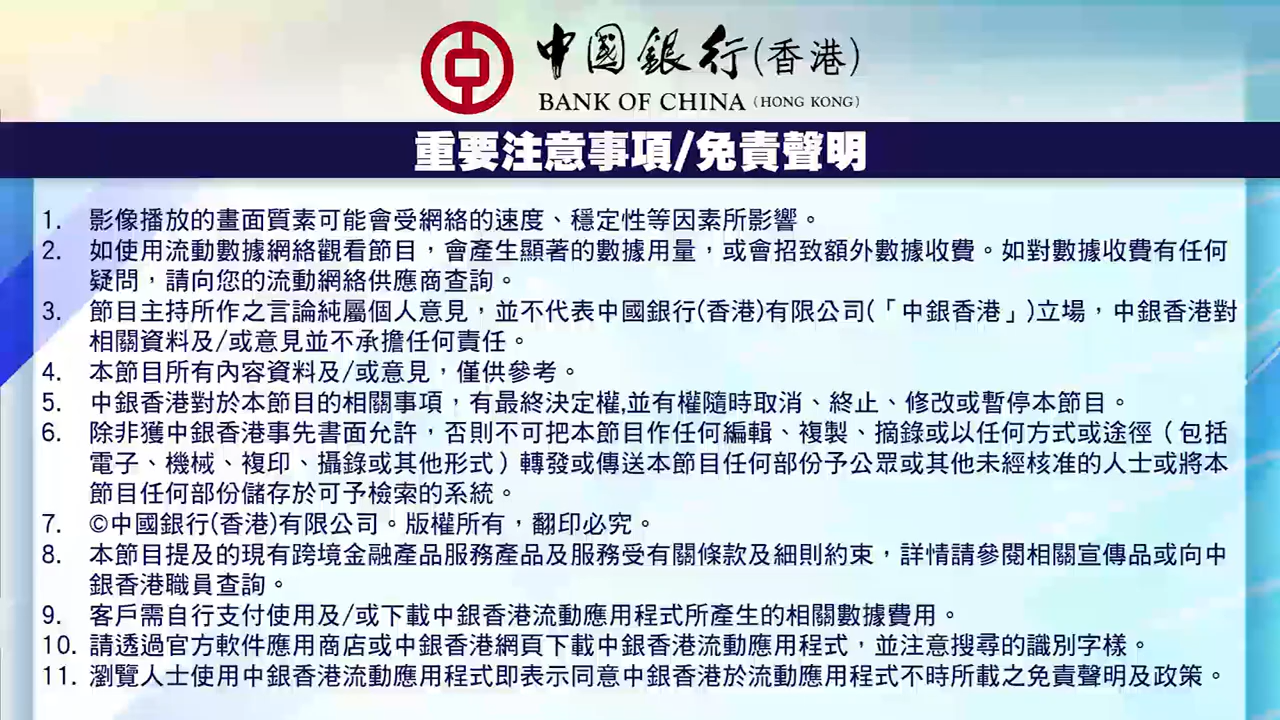 中國銀行(香港)
BANK OF CHINA (HONG KONG)
重要注意事項/免責聲明
1. 影像播放的畫面質素可能會受網絡的速度、穩定性等因素所影響。
2. 如使用流動數據網絡觀看節目，會產生顯著的數據用量，或會招致額外數據收費。如對數據收費有任何
疑問，請向您的流動網絡供應商查詢。
3. 節目主持所作之言論純屬個人意見，並不代表中國銀行(香港)有限公司(「中銀香港」)立場，中銀香港對
相關資料及/或意見並不承擔任何責任。
4. 本節目所有內容資料及/或意見，僅供參考。
5. 中銀香港對於本節目的相關事項，有最終決定權,並有權隨時取消、終止、修改或暫停本節目。
6. 除非獲中銀香港事先書面允許，否則不可把本節目作任何編輯、複製、摘錄或以任何方式或途徑（包括
電子、機械、複印、攝錄或其他形式）轉發或傳送本節目任何部份予公眾或其他未經核准的人士或將本
節目任何部份儲存於可予檢索的系統。
7. ©中國銀行(香港)有限公司。版權所有，翻印必究。
8. 本節目提及的現有跨境金融產品服務產品及服務受有關條款及細則約束，詳情請參閱相關宣傳品或向中
銀香港職員查詢。
9. 客戶需自行支付使用及/或下載中銀香港流動應用程式所產生的相關數據費用。
10. 請透過官方軟件應用商店或中銀香港網頁下載中銀香港流動應用程式，並注意搜尋的識別字樣。
11. 瀏覽人士使用中銀香港流動應用程式即表示同意中銀香港於流動應用程式不時所載之免責聲明及政策。